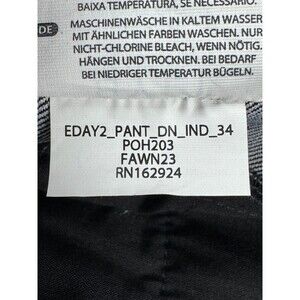 BAIXA TEMPERATURA, SE NECESSÁRIO.
DE
MASCHINENWÄSCHE IN KALTEM WASSER
MIT ÄHNLICHEN FARBEN WASCHEN. NUR
NICHT-CHLORINE BLEACH, WENN NÖTIG.
HÄNGEN UND TROCKNEN. BEI BEDARF
BEI NIEDRIGER TEMPERATUR BÜGELN.
EDAY2_PANT_DN_IND_34
POH203
FAWN23
RN162924